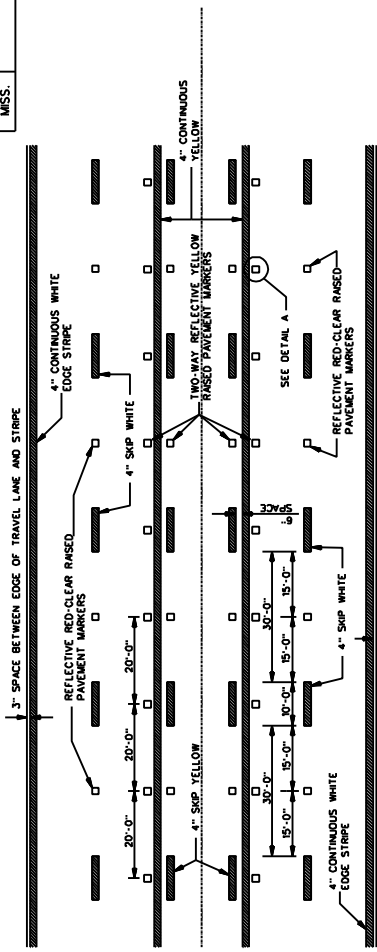 MISS.
3" SPACE BETWEEN EDGE OF TRAVEL LANE AND STRIPE
4" CONTINUOUS WHITE
EDGE STRIPE
REFLECTIVE RED-CLEAR RAISED
PAVEMENT MARKERS
4" SKIP WHITE
20'-0"
20'-0"
20'-0"
4" CONTINUOUS
YELLOW
TWO-WAY REFLECTIVE YELLOW
RAISED PAVEMENT MARKERS
4" SKIP YELLOW
6"
SPACE
SEE DETAIL A
30'-0"
30'-0"
15'-0"
15'-0"
10'-0"
15'-0"
15'-0"
REFLECTIVE RED-CLEAR RAISED
PAVEMENT MARKERS
4" SKIP WHITE
4" CONTINUOUS WHITE
EDGE STRIPE